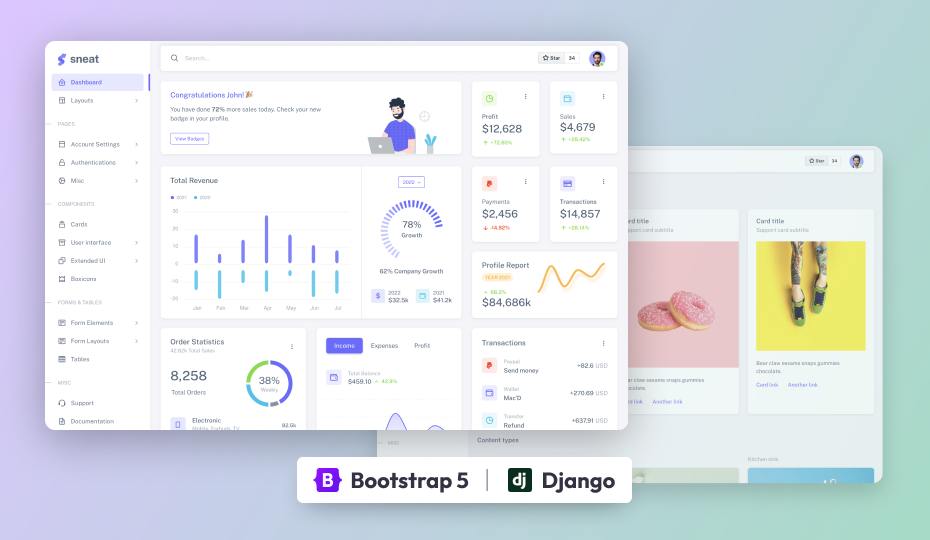 sneat
Search...
Star 34
Dashboard
Layouts
PAGES
Account Settings
Authentications
Misc
COMPONENTS
Cards
User interface
Extended UI
Boxicons
FORMS & TABLES
Form Elements
Form Layouts
Tables
MISC
Support
Documentation
Congratulations John! 🎉
You have done 72% more sales today. Check your new
badge in your profile.
View Badges
Profit
$12,628
+72.80%
Sales
$4,679
+28.42%
Total Revenue
2021 2022
30
20
10
0
-10
-20
Jan Feb Mar Apr May Jun Jul
2022
78%
Growth
62% Company Growth
2022
$32.5k
2021
$41.2k
Payments
$2,456
-14.82%
Transactions
$14,857
+28.14%
Profile Report
YEAR 2021
68.2%
$84,686k
Order Statistics
42.82k Total Sales
8,258
Total Orders
38%
Weekly
Electronic
Mobile, Earbuds, TV
82.5k
Income Expenses Profit
Total Balance
$459.10 42.9%
Transactions
Paypal
Send money
+82.6 USD
Wallet
Mac'D
+270.69 USD
Transfer
Refund
+637.91 USD
Star 34
rd title
Support card subtitle
Bear claw sesame snaps gummies
chocolate.
Card link Another link
Card title
Support card subtitle
Bear claw sesame snaps gummies
chocolate.
Card link Another link
MISC
Content types
Kitchen sink
B Bootstrap 5 | dj Django